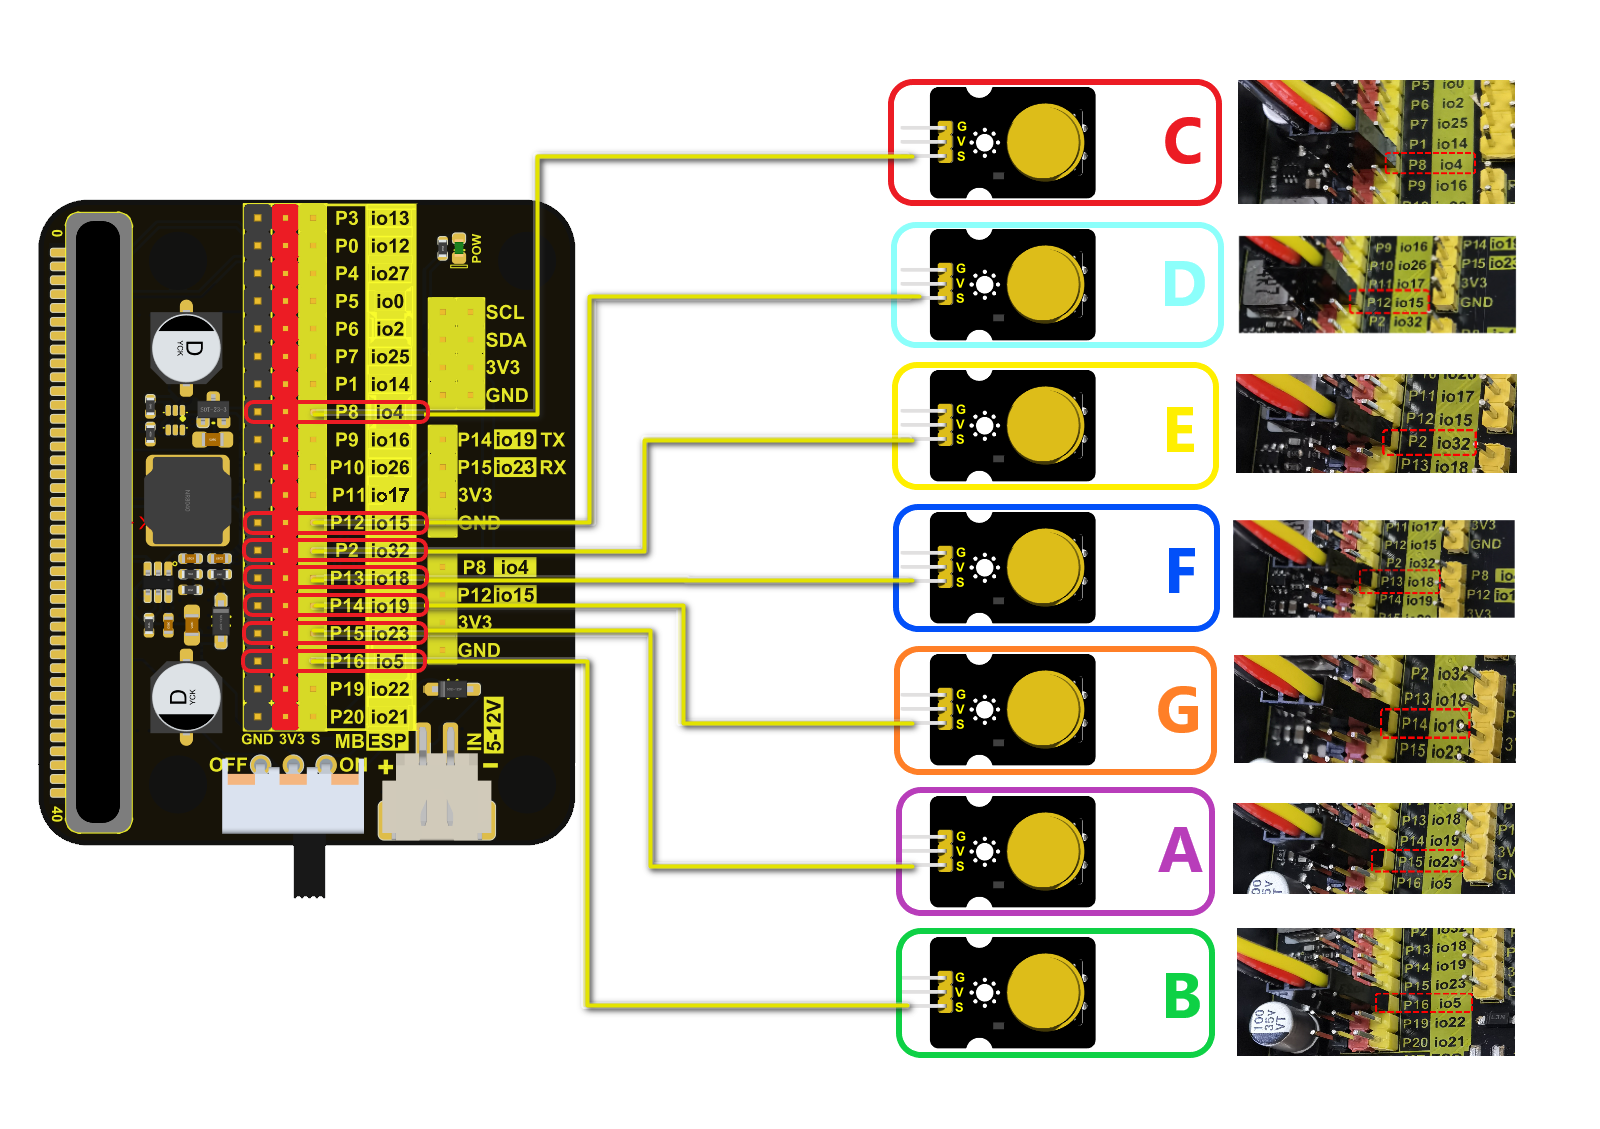 0
P3 io13
P0 io12
P4 io27
P5 io0
P6 io2
P7 io25
P1 io14
P8 io4
P9 io16
P10 io26
P11 io17
P12 io15
P2 io32
P13 io18
P14 io19
P15 io23
P16 io5
P19 io22
P20 io21
GND 3V3 S MB ESP
OFF ON + IN 5-12V −
40
POW
SCL
SDA
3V3
GND
P14 io19 TX
P15 io23 RX
3V3
GND
P8 io4
P12 io15
3V3
GND
D YCK
SOT-23-3
D YCK
G
V
S
C
G
V
S
D
G
V
S
E
G
V
S
F
G
V
S
G
G
V
S
A
G
V
S
B
P5 io0
P6 io2
P7 io25
P1 io14
P8 io4
P9 io16
P9 io16 P14
P10 io26 P15
P11 io17 3V3
P12 io15 GND
P2 io32
P11 io17
P12 io15
P2 io32
P13 io18
P11 io17 3V3
P12 io15 GND
P2 io32
P13 io18 P8
P14 io19 P12
3V3
P2 io32
P13 io18
P14 io19
P15 io23
P13 io18
P14 io19
P15 io23
P16 io5
P2 io32
P13 io18
P14 io19
P15 io23
P16 io5
P19 io22
P20 io21
100
35V
VT